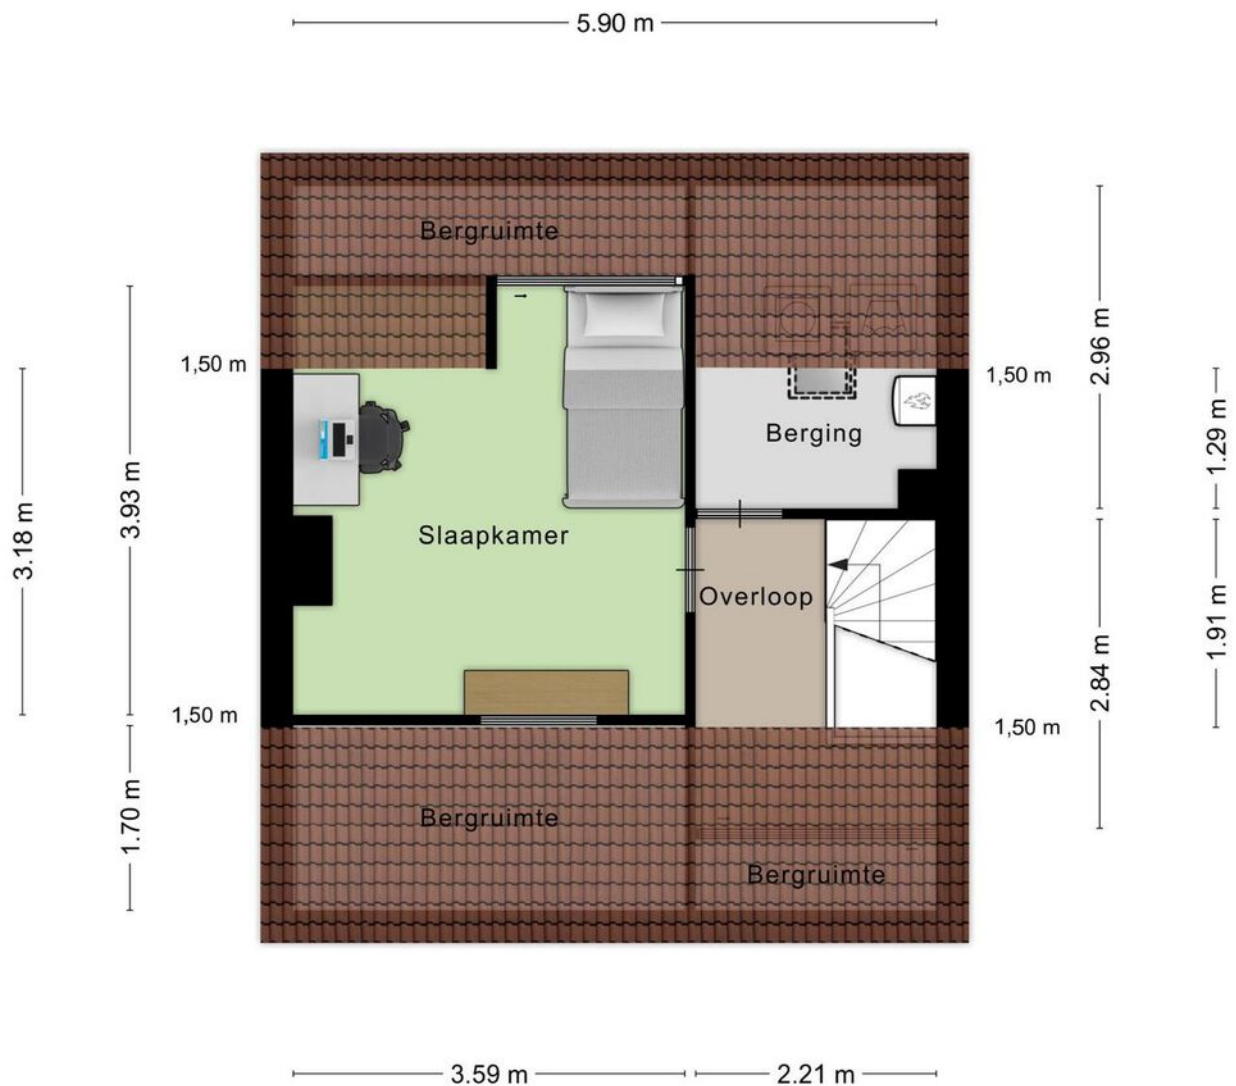 5.90 m
Bergruimte
1,50 m
1,50 m
2.96 m
1.29 m
Berging
3.93 m
3.18 m
Slaapkamer
Overloop
1.91 m
2.84 m
1,50 m
1,50 m
1.70 m
Bergruimte
Bergruimte
3.59 m
2.21 m